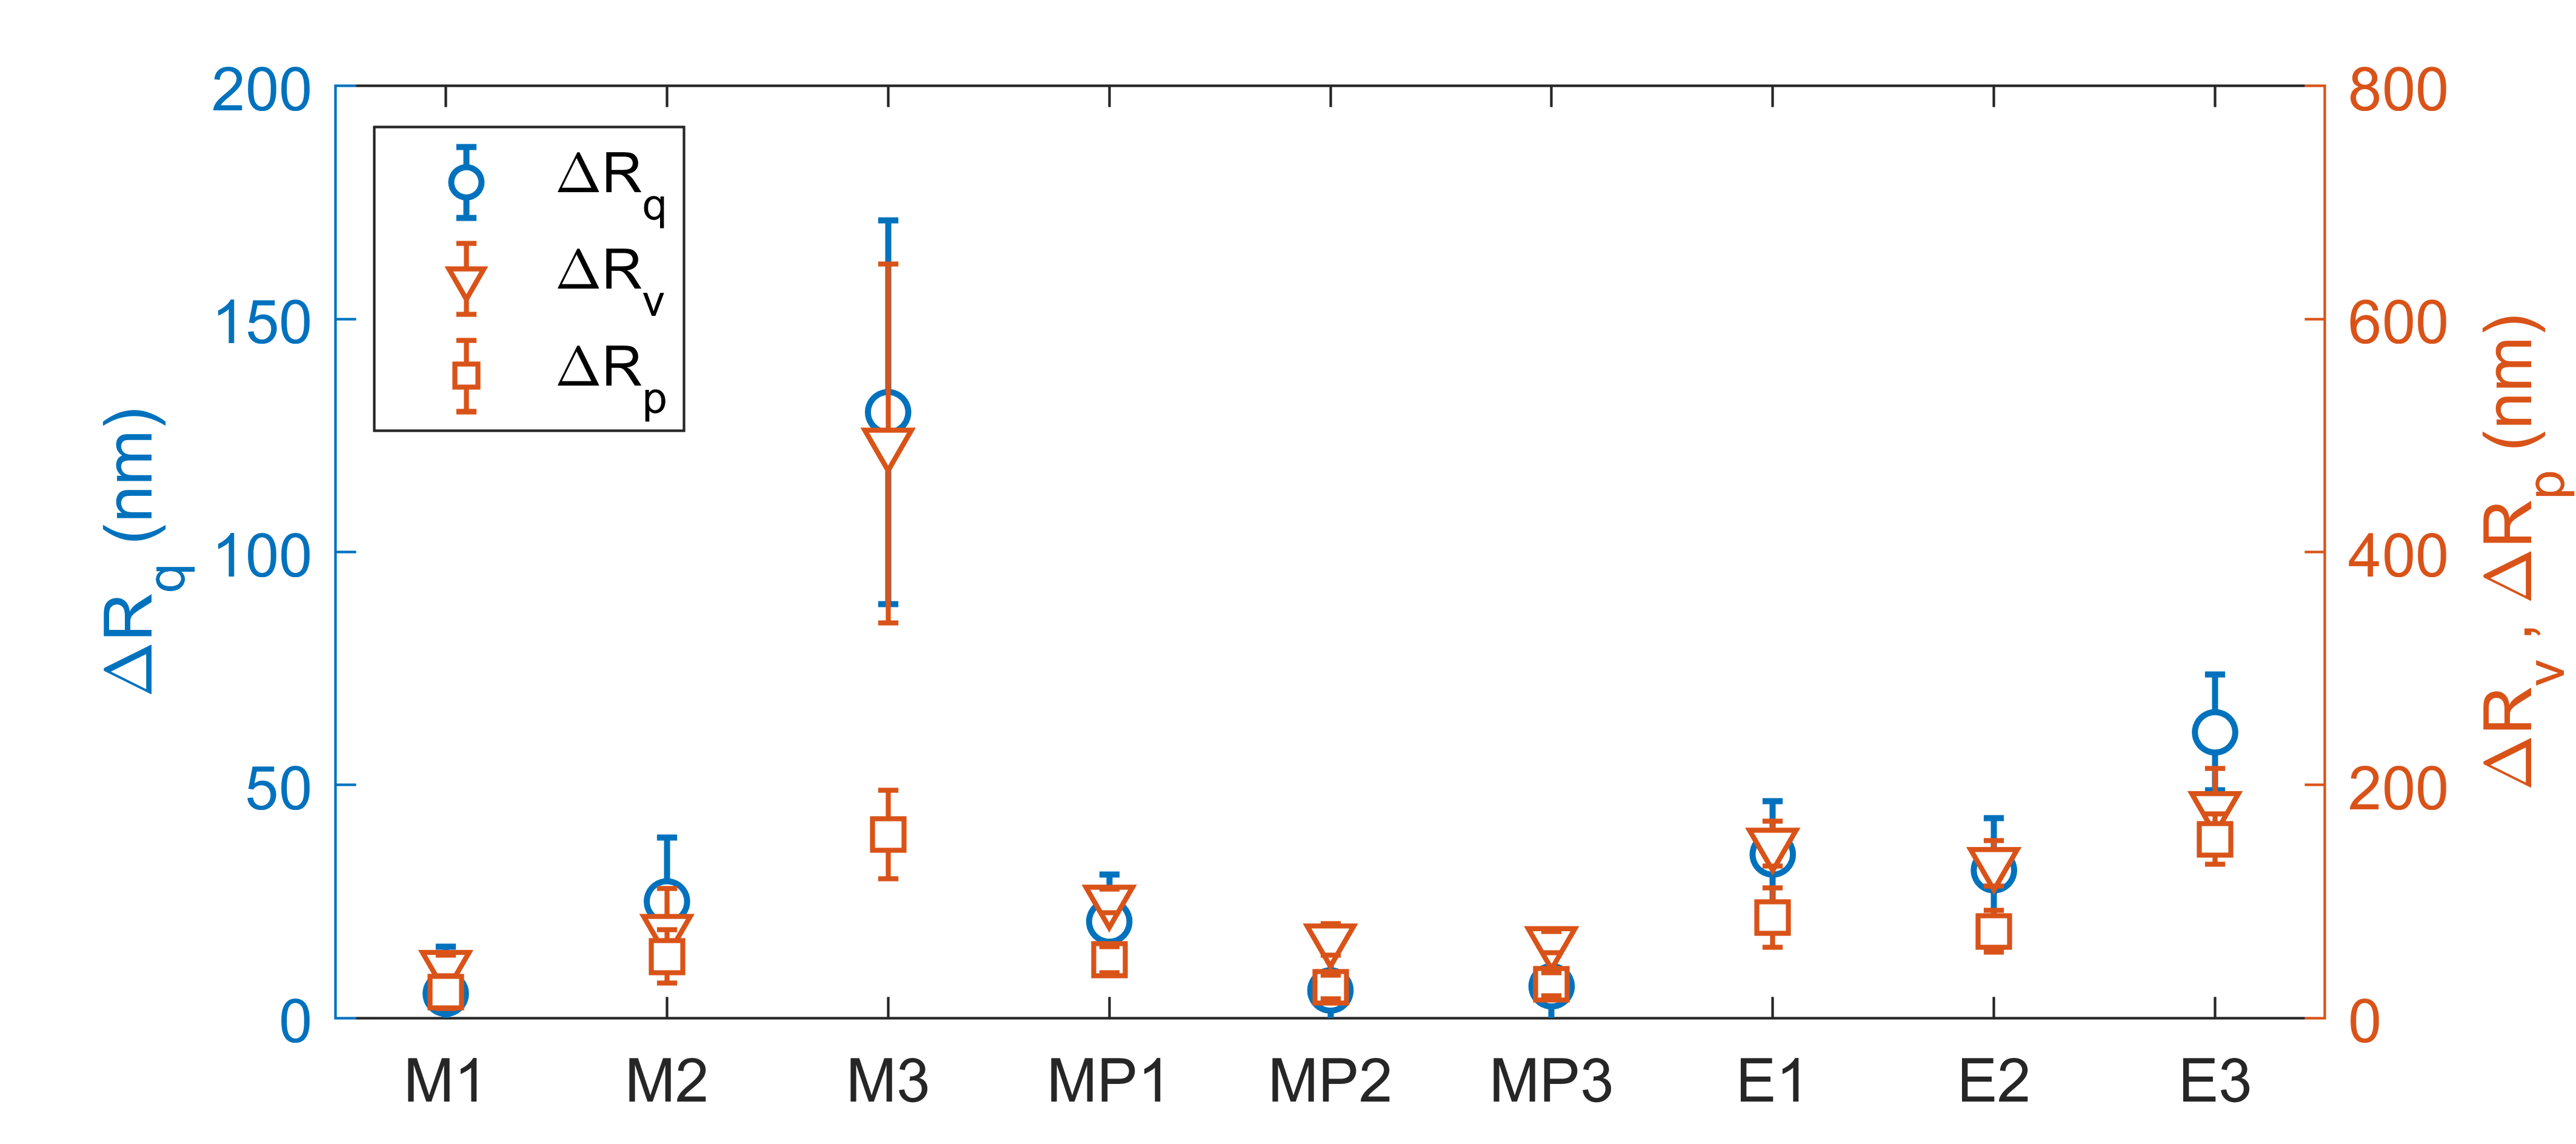 ΔRq
ΔRv
ΔRp
ΔRq (nm)
200
150
100
50
0
800
600
400
200
0
ΔRv , ΔRp (nm)
M1 M2 M3 MP1 MP2 MP3 E1 E2 E3